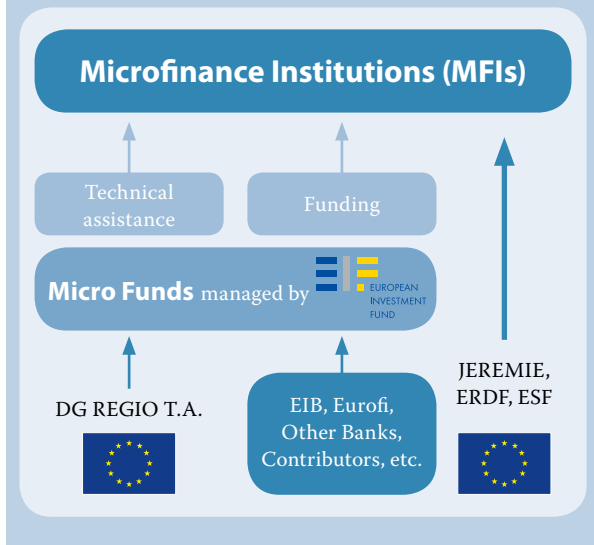 Microfinance Institutions (MFIs)
Technical
assistance
Funding
Micro Funds managed by
EUROPEAN
INVESTMENT
FUND
DG REGIO T.A.
EIB, Eurofi,
Other Banks,
Contributors, etc.
JEREMIE,
ERDF, ESF